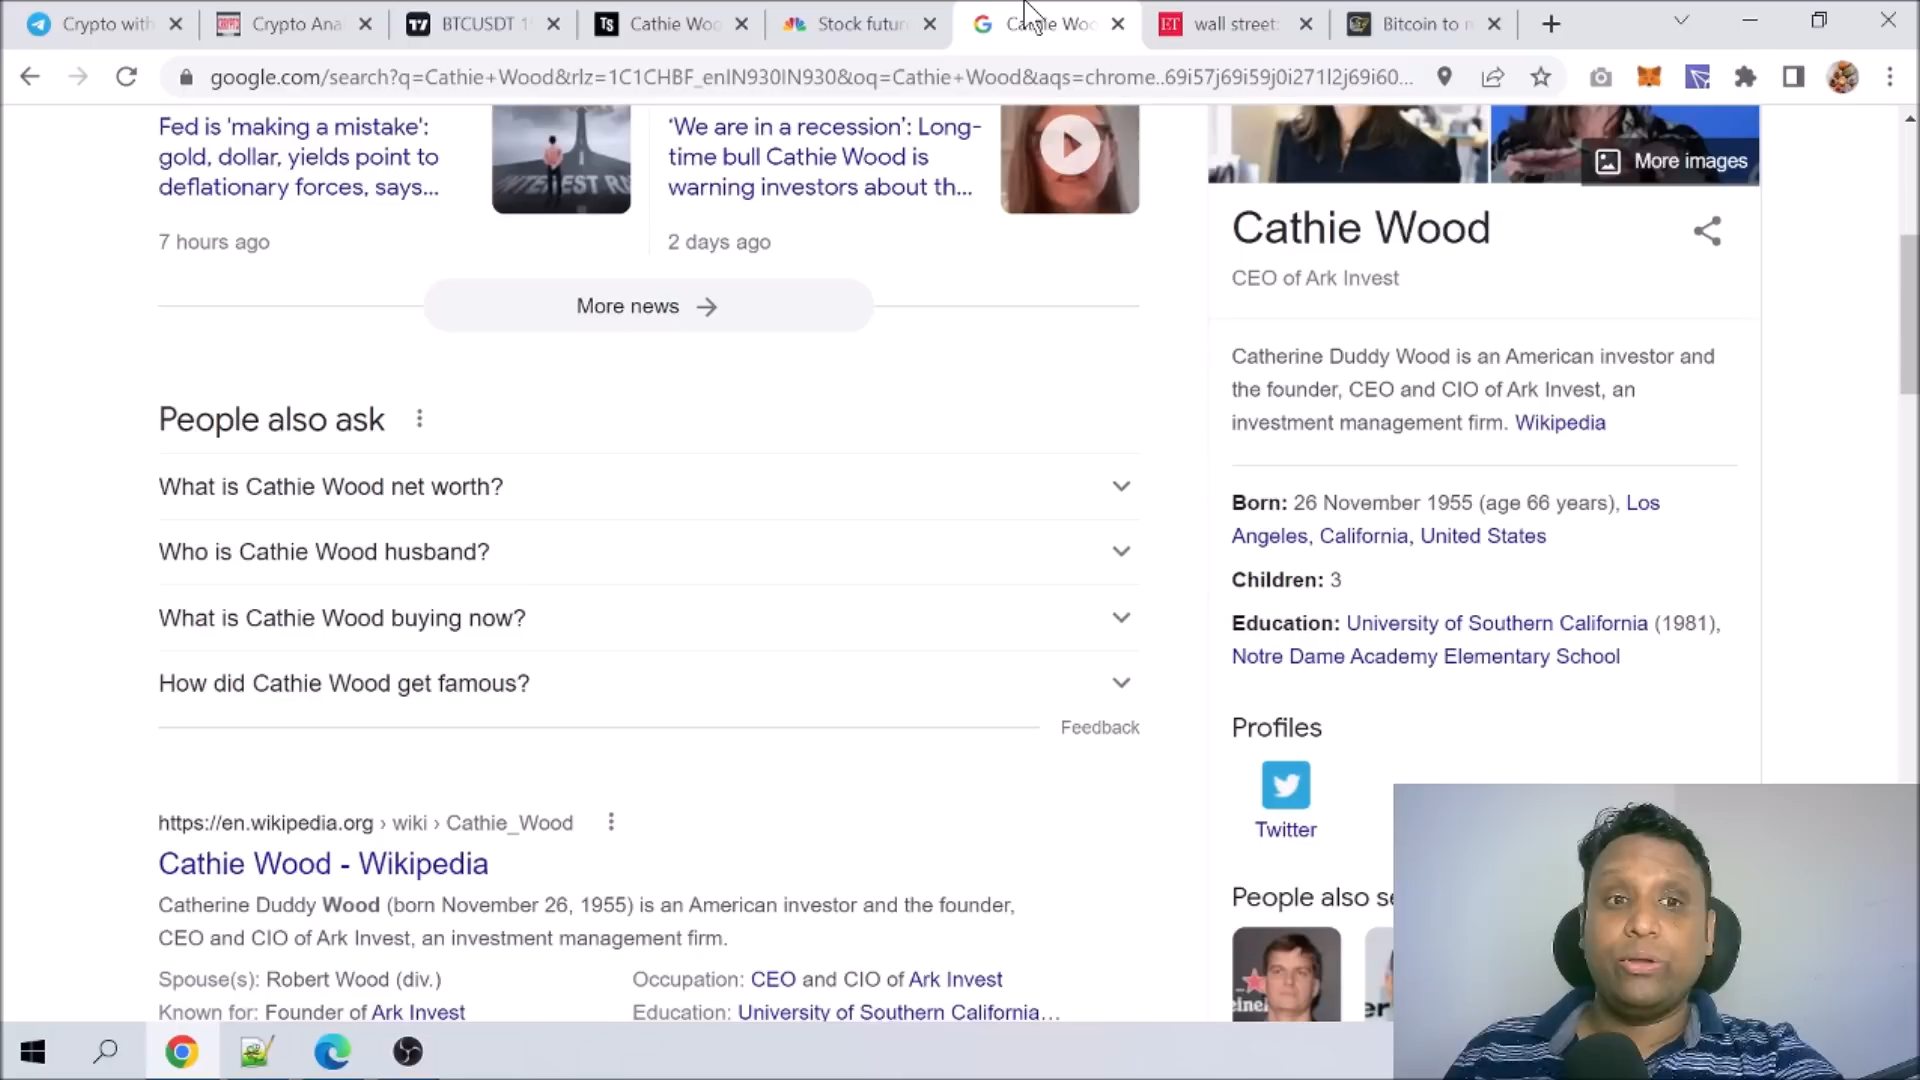 Crypto with
Crypto Ana
BTCUSDT
Cathie Woo
Stock futur
wall street:
Bitcoin to n
google.com/search?q=Cathie+Wood&rlz=1C1CHBF_enIN930IN930&oq=Cathie+Wood&aqs=chrome..69i57j69i59j0i271l2j69i60...
Fed is 'making a mistake':
gold, dollar, yields point to
deflationary forces, says...
INTEREST RA
7 hours ago
‘We are in a recession’: Long-
time bull Cathie Wood is
warning investors about th...
2 days ago
More news
People also ask
What is Cathie Wood net worth?
Who is Cathie Wood husband?
What is Cathie Wood buying now?
How did Cathie Wood get famous?
Feedback
https://en.wikipedia.org › wiki › Cathie_Wood
Cathie Wood - Wikipedia
Catherine Duddy Wood (born November 26, 1955) is an American investor and the founder,
CEO and CIO of Ark Invest, an investment management firm.
Spouse(s): Robert Wood (div.)
Occupation: CEO and CIO of Ark Invest
Known for: Founder of Ark Invest
Education: University of Southern California...
More images
Cathie Wood
CEO of Ark Invest
Catherine Duddy Wood is an American investor and
the founder, CEO and CIO of Ark Invest, an
investment management firm. Wikipedia
Born: 26 November 1955 (age 66 years), Los
Angeles, California, United States
Children: 3
Education: University of Southern California (1981),
Notre Dame Academy Elementary School
Profiles
Twitter
People also se